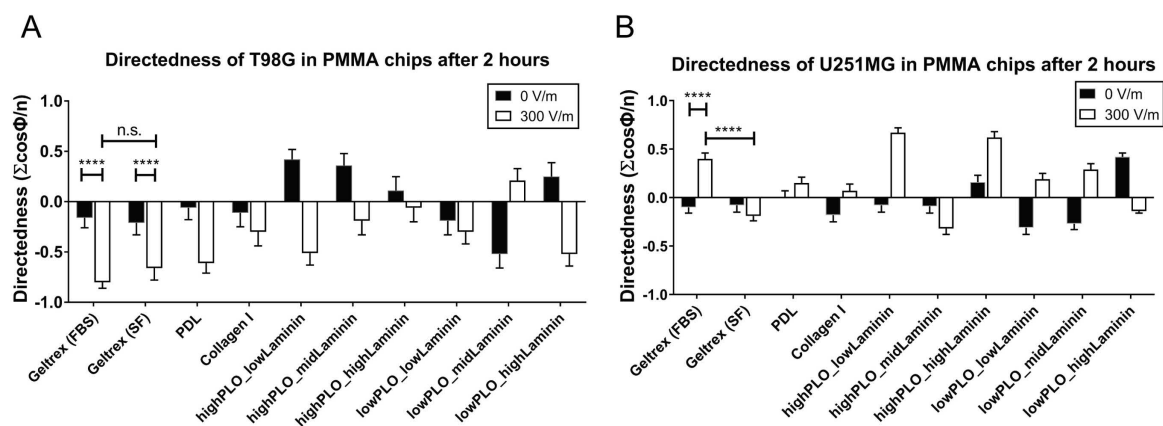 A
Directedness of T98G in PMMA chips after 2 hours
Directedness (ΣcosΦ/n)
1.0
0.5
0.0
-0.5
-1.0
0 V/m
300 V/m
n.s.
**** ****
Geltrex (FBS)
Geltrex (SF)
PDL
Collagen I
highPLO_lowLaminin
highPLO_midLaminin
highPLO_highLaminin
lowPLO_lowLaminin
lowPLO_midLaminin
lowPLO_highLaminin
B
Directedness of U251MG in PMMA chips after 2 hours
Directedness (ΣcosΦ/n)
1.0
0.5
0.0
-0.5
-1.0
0 V/m
300 V/m
****
****
Geltrex (FBS)
Geltrex (SF)
PDL
Collagen I
highPLO_lowLaminin
highPLO_midLaminin
highPLO_highLaminin
lowPLO_lowLaminin
lowPLO_midLaminin
lowPLO_highLaminin